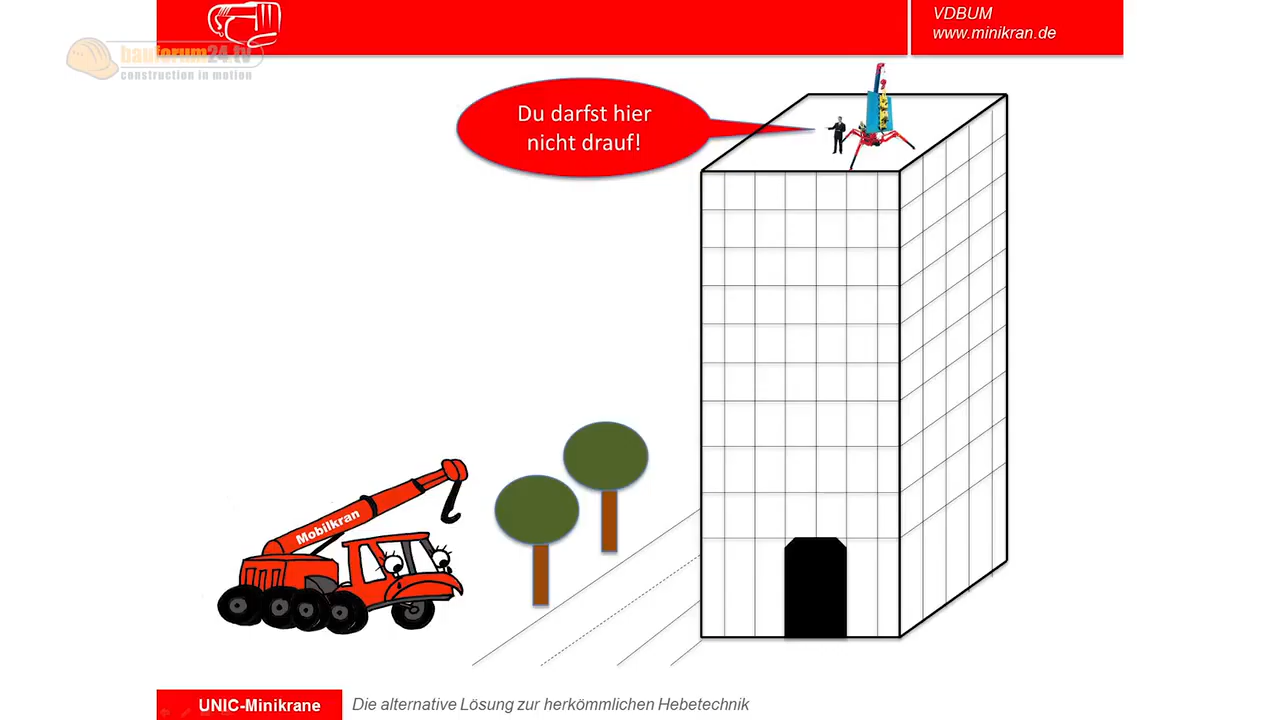 VDBUM
www.minikran.de
bauforum24.tv
construction in motion
Du darfst hier
nicht drauf!
Mobilkran
UNIC-Minikrane
Die alternative Lösung zur herkömmlichen Hebetechnik